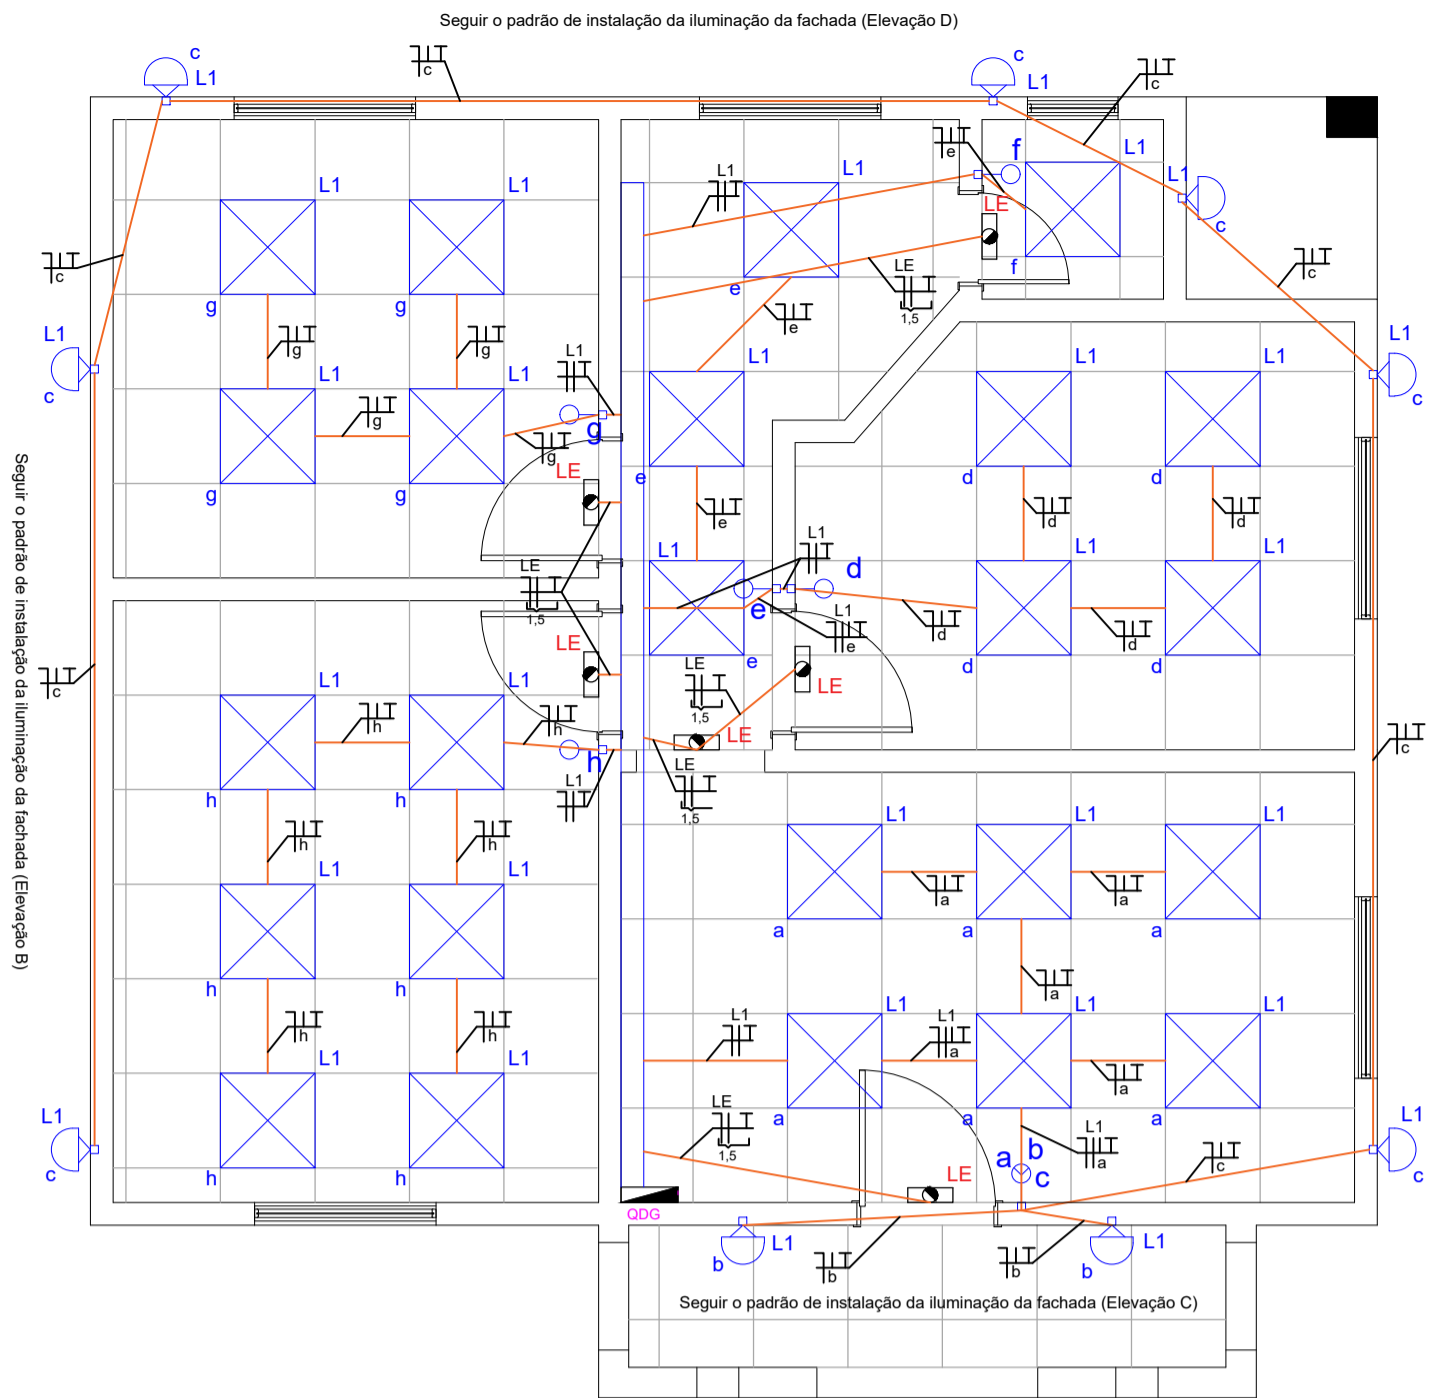 Seguir o padrão de instalação da iluminação da fachada (Elevação D)
c
L1
c
c
L1
c
L1
e
f
L1
L1
L1
L1
L1
LE
c
c
c
L1
f
e
LE
1,5
e
c
g
g
g
g
L1
L1
L1
L1
L1
L1
L1
L1
c
c
g
g
g
g
LE
g
g
e
e
d
d
d
d
L1
L1
L1
L1
d
LE
1,5
e
L1
e
d
d
LE
e
d
d
L1
L1
LE
1,5
LE
LE
c
h
h
h
L1
LE
1,5
c
h
h
h
h
L1
L1
L1
L1
L1
a
a
a
a
a
h
h
h
h
a
L1
L1
L1
L1
L1
L1
L1
a
a
LE
1,5
a
a
a
L1
a
b
a
c
LE
c
L1
c
L1
c
h
h
QDG
L1
b
b
b
L1
b
Seguir o padrão de instalação da iluminação da fachada (Elevação C)
Seguir o padrão de instalação da iluminação da fachada (Elevação B)